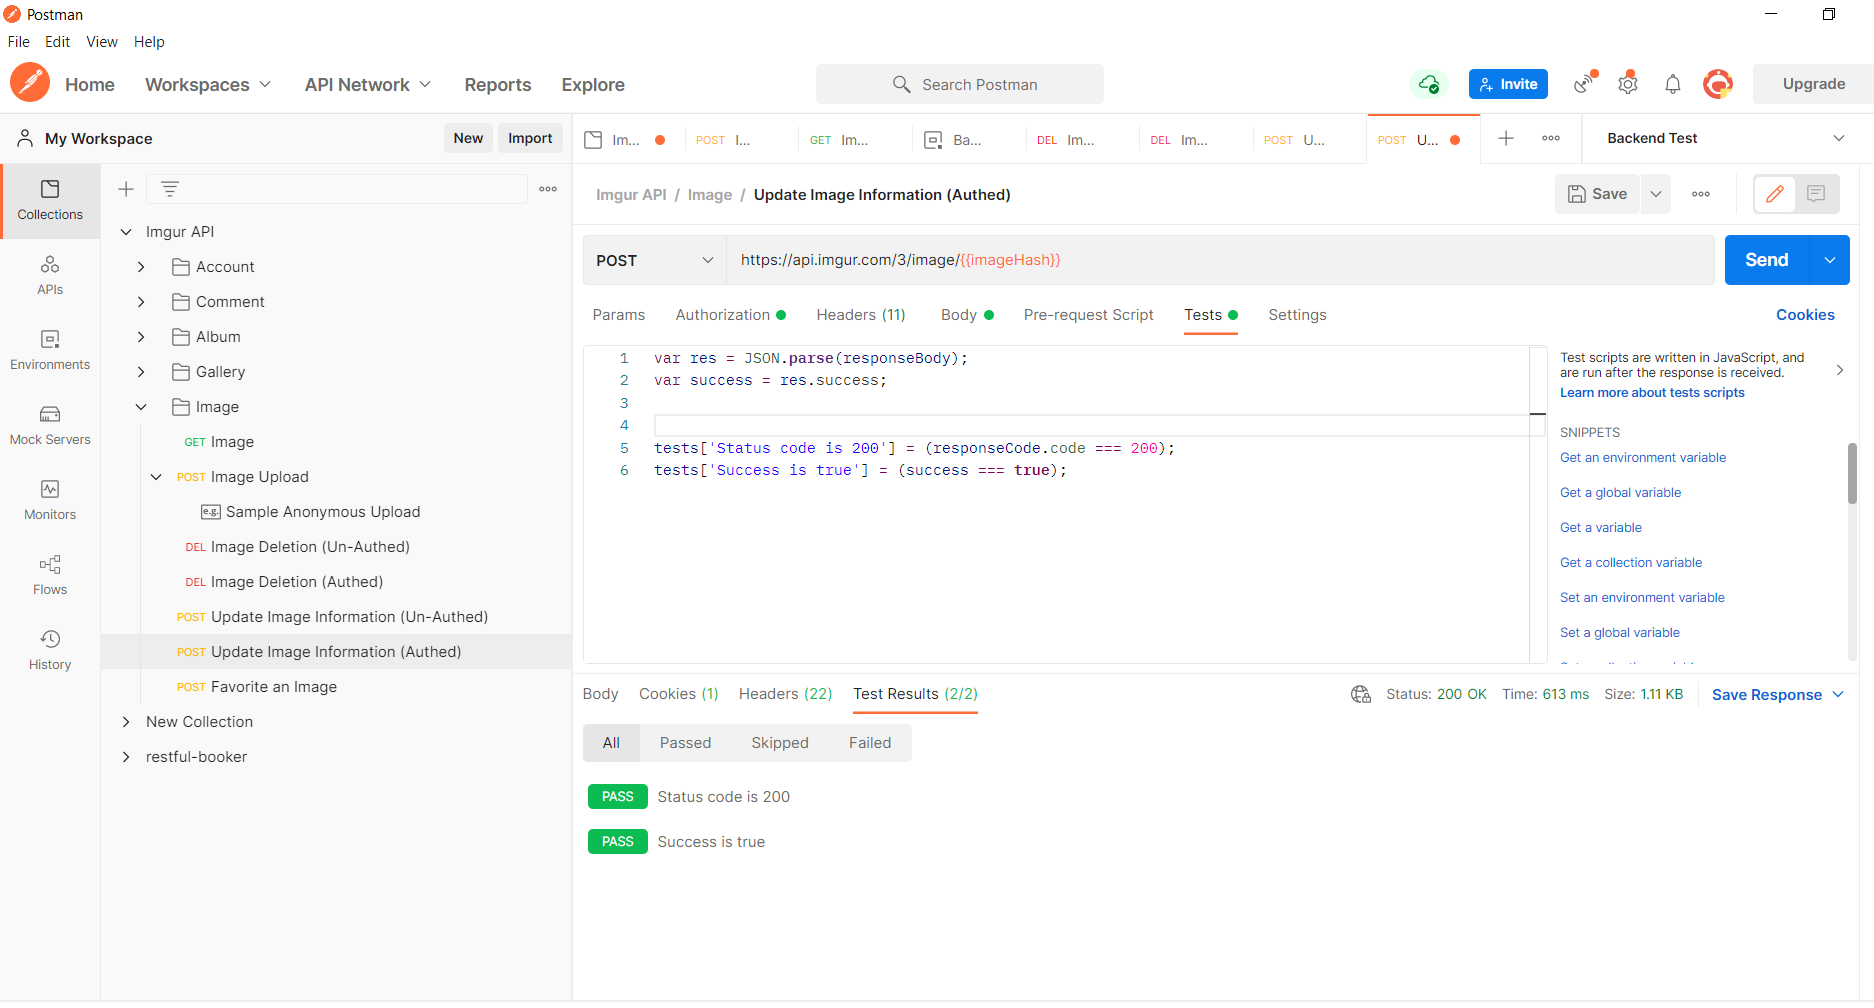 Postman
File Edit View Help
Home Workspaces API Network Reports Explore
Search Postman
Invite
Upgrade
My Workspace
New Import
Im...
POST I...
GET Im...
Ba...
DEL Im...
DEL Im...
POST U...
POST U...
Backend Test
Collections
APIs
Environments
Mock Servers
Monitors
Flows
History
Imgur API
Account
Comment
Album
Gallery
Image
GET Image
POST Image Upload
e.g. Sample Anonymous Upload
DEL Image Deletion (Un-Authed)
DEL Image Deletion (Authed)
POST Update Image Information (Un-Authed)
POST Update Image Information (Authed)
POST Favorite an Image
New Collection
restful-booker
Imgur API / Image / Update Image Information (Authed)
Save
POST
https://api.imgur.com/3/image/{{imageHash}}
Send
Params Authorization Headers (11) Body Pre-request Script Tests Settings
Cookies
1 var res = JSON.parse(responseBody);
2 var success = res.success;
3
4
5 tests['Status code is 200'] = (responseCode.code === 200);
6 tests['Success is true'] = (success === true);
Test scripts are written in JavaScript, and
are run after the response is received.
Learn more about tests scripts
SNIPPETS
Get an environment variable
Get a global variable
Get a variable
Get a collection variable
Set an environment variable
Set a global variable
Body Cookies (1) Headers (22) Test Results (2/2)
Status: 200 OK Time: 613 ms Size: 1.11 KB
Save Response
All Passed Skipped Failed
PASS Status code is 200
PASS Success is true